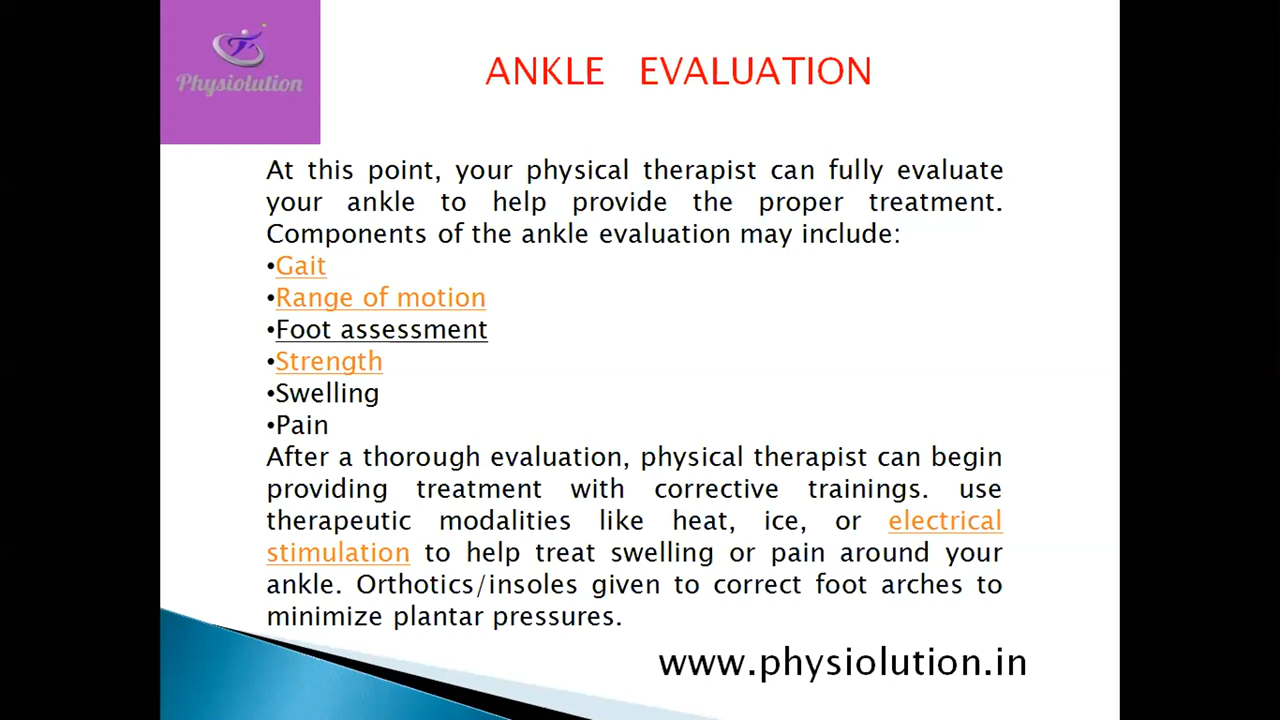 Physiolution
ANKLE EVALUATION
At this point, your physical therapist can fully evaluate
your ankle to help provide the proper treatment.
Components of the ankle evaluation may include:
•Gait
•Range of motion
•Foot assessment
•Strength
•Swelling
•Pain
After a thorough evaluation, physical therapist can begin
providing treatment with corrective trainings. use
therapeutic modalities like heat, ice, or electrical
stimulation to help treat swelling or pain around your
ankle. Orthotics/insoles given to correct foot arches to
minimize plantar pressures.
www.physiolution.in